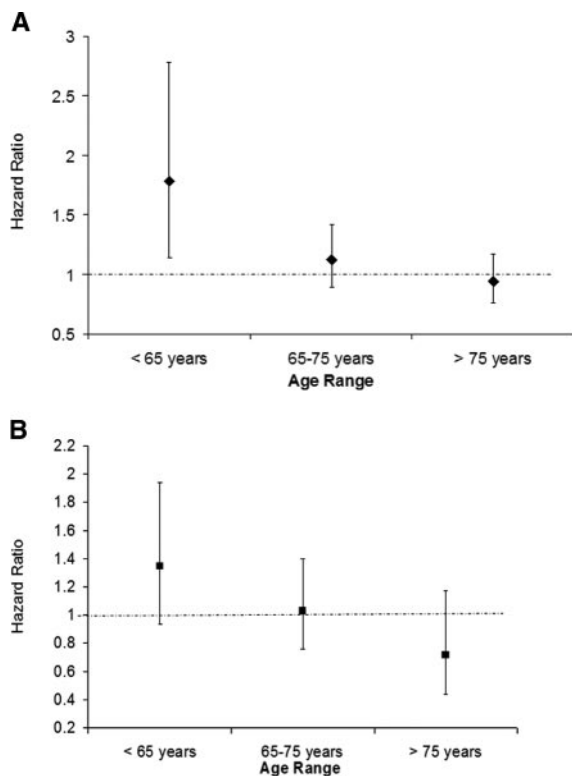 A
3
2.5
2
1.5
1
0.5
Hazard Ratio
< 65 years 65-75 years > 75 years
Age Range
B
2.2
2
1.8
1.6
1.4
1.2
1
0.8
0.6
0.4
0.2
Hazard Ratio
< 65 years 65-75 years > 75 years
Age Range